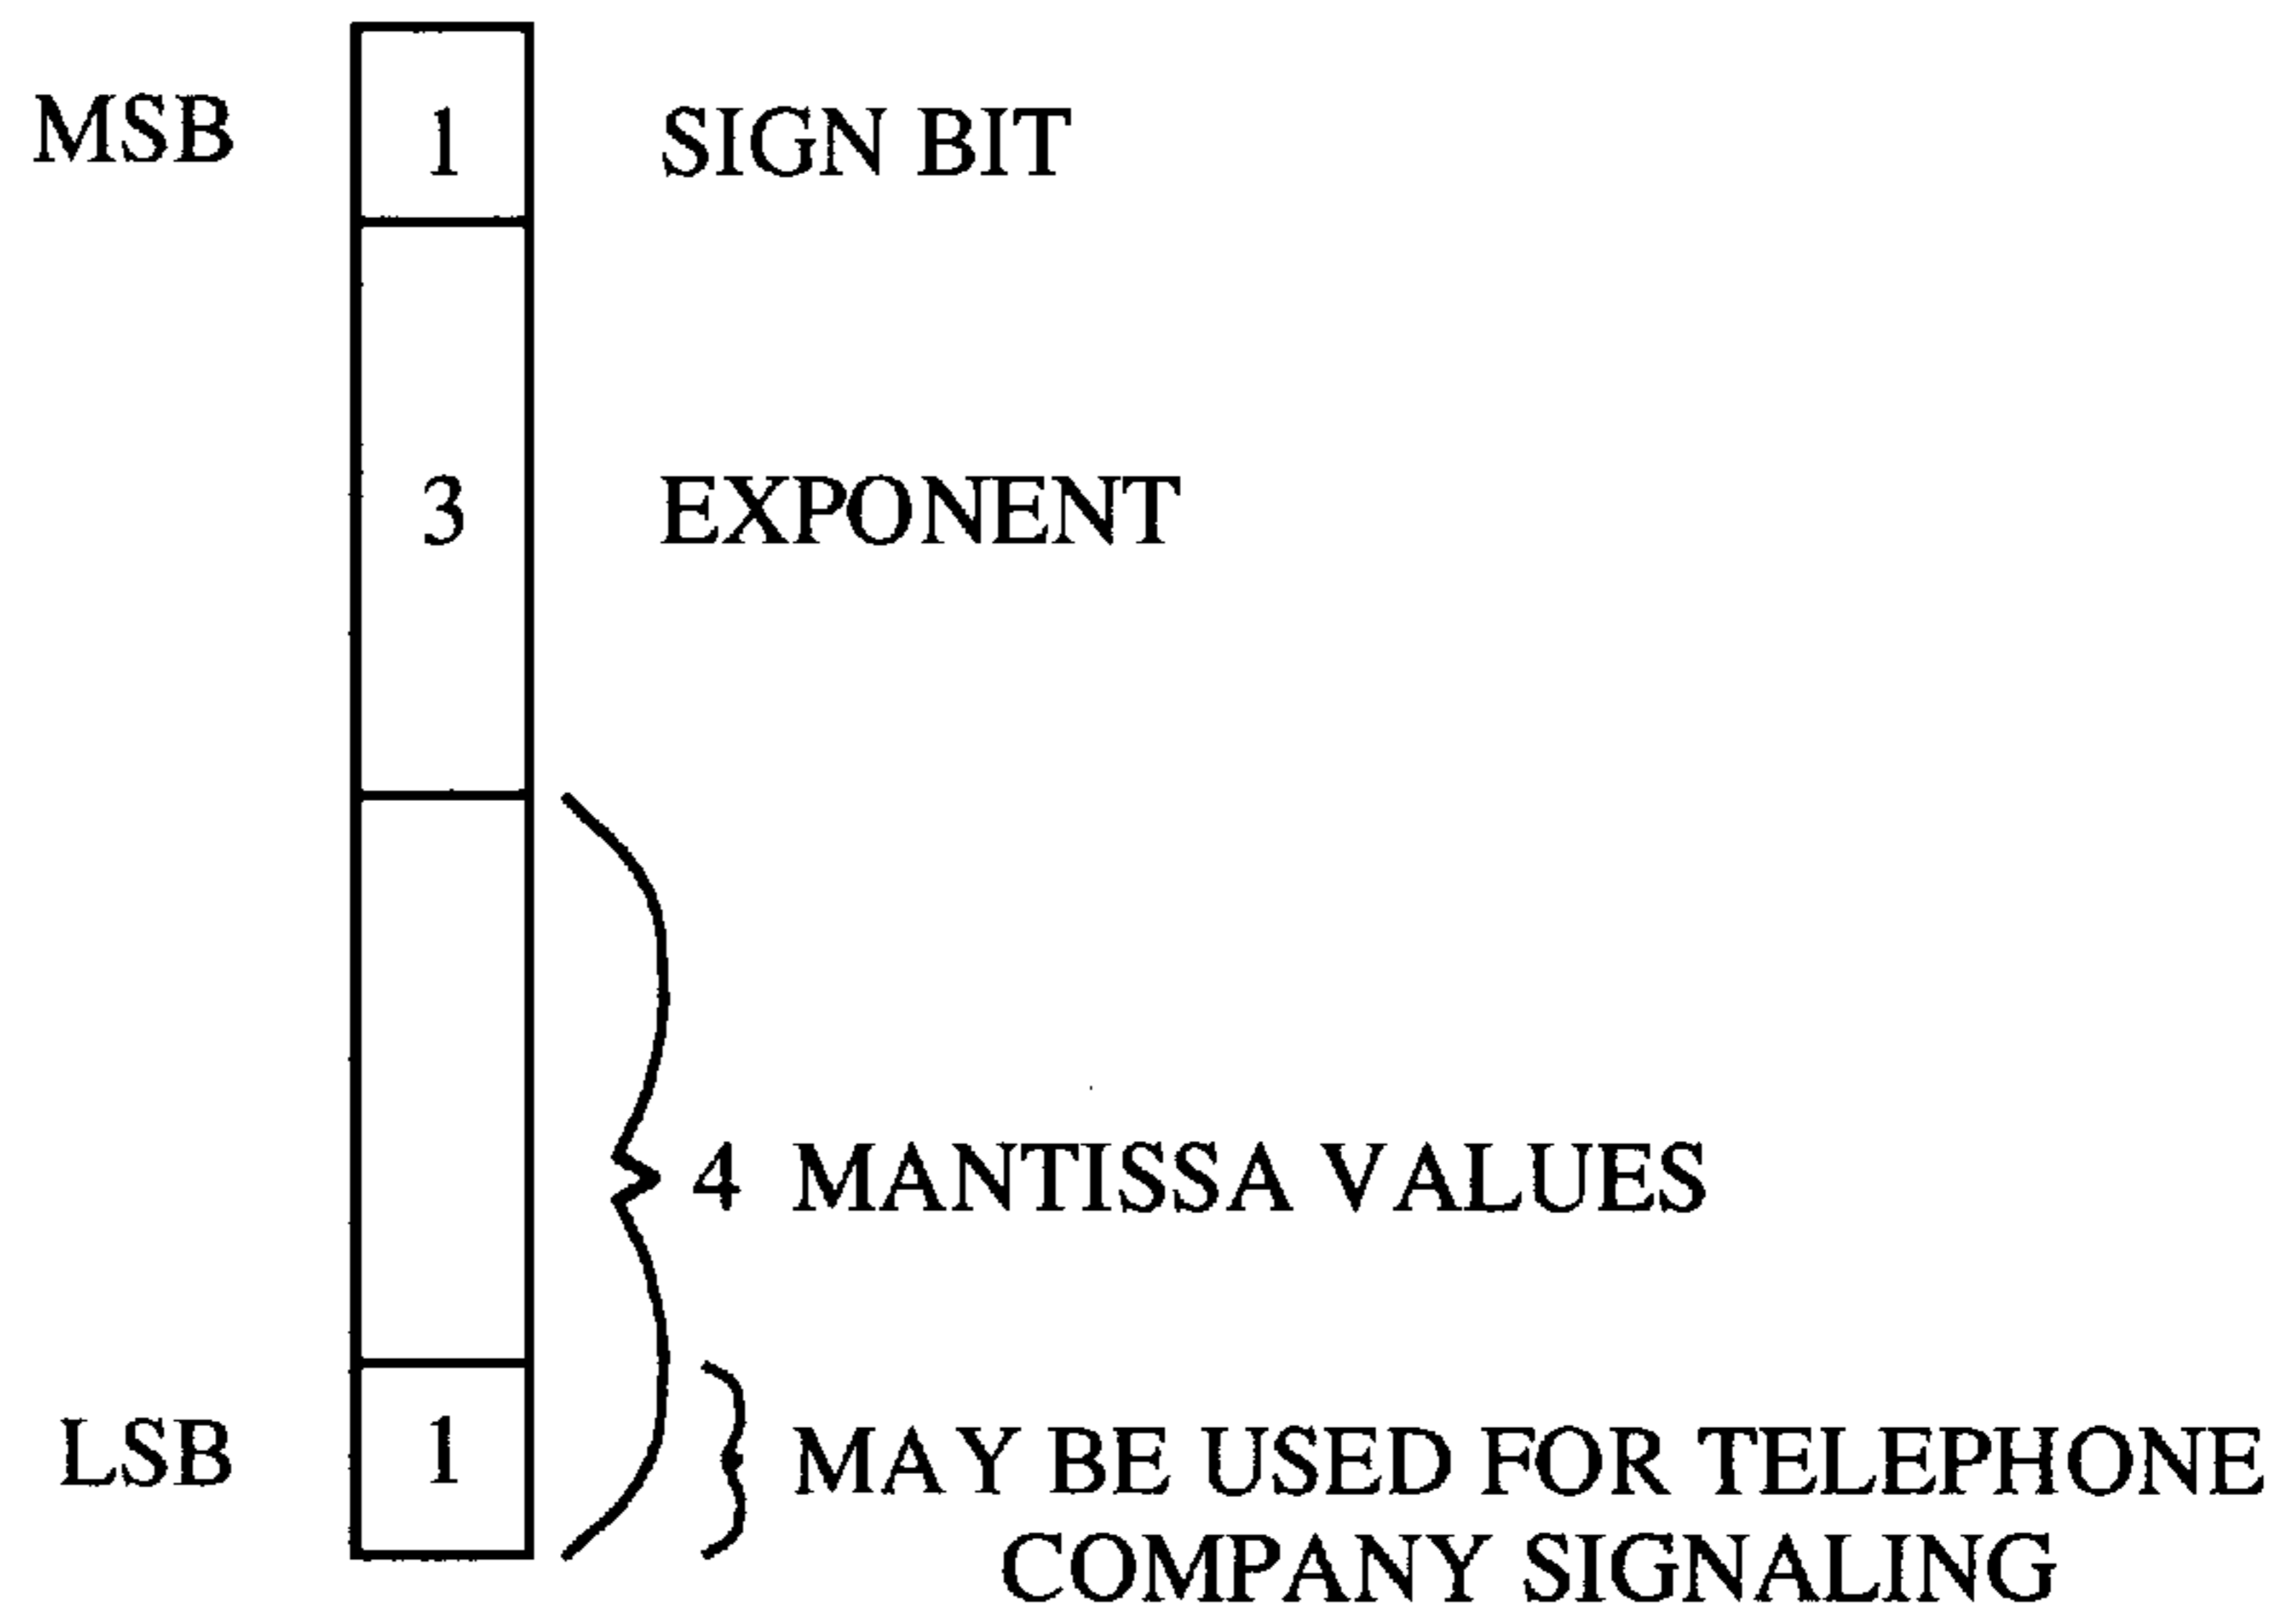 MSB 1 SIGN BIT
3 EXPONENT
4 MANTISSA VALUES
LSB 1 MAY BE USED FOR TELEPHONE
COMPANY SIGNALING